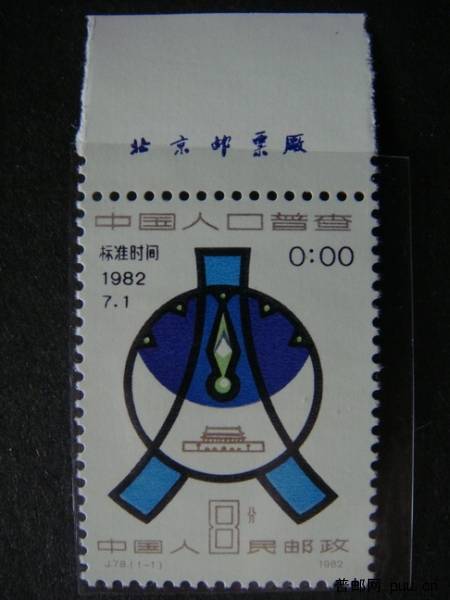 北京邮票厰
中国人口普查
标准时间 0:00
1982
7.1
8分
中国人民邮政
J.78.(1-1) 1982
普邮网 puu.cn